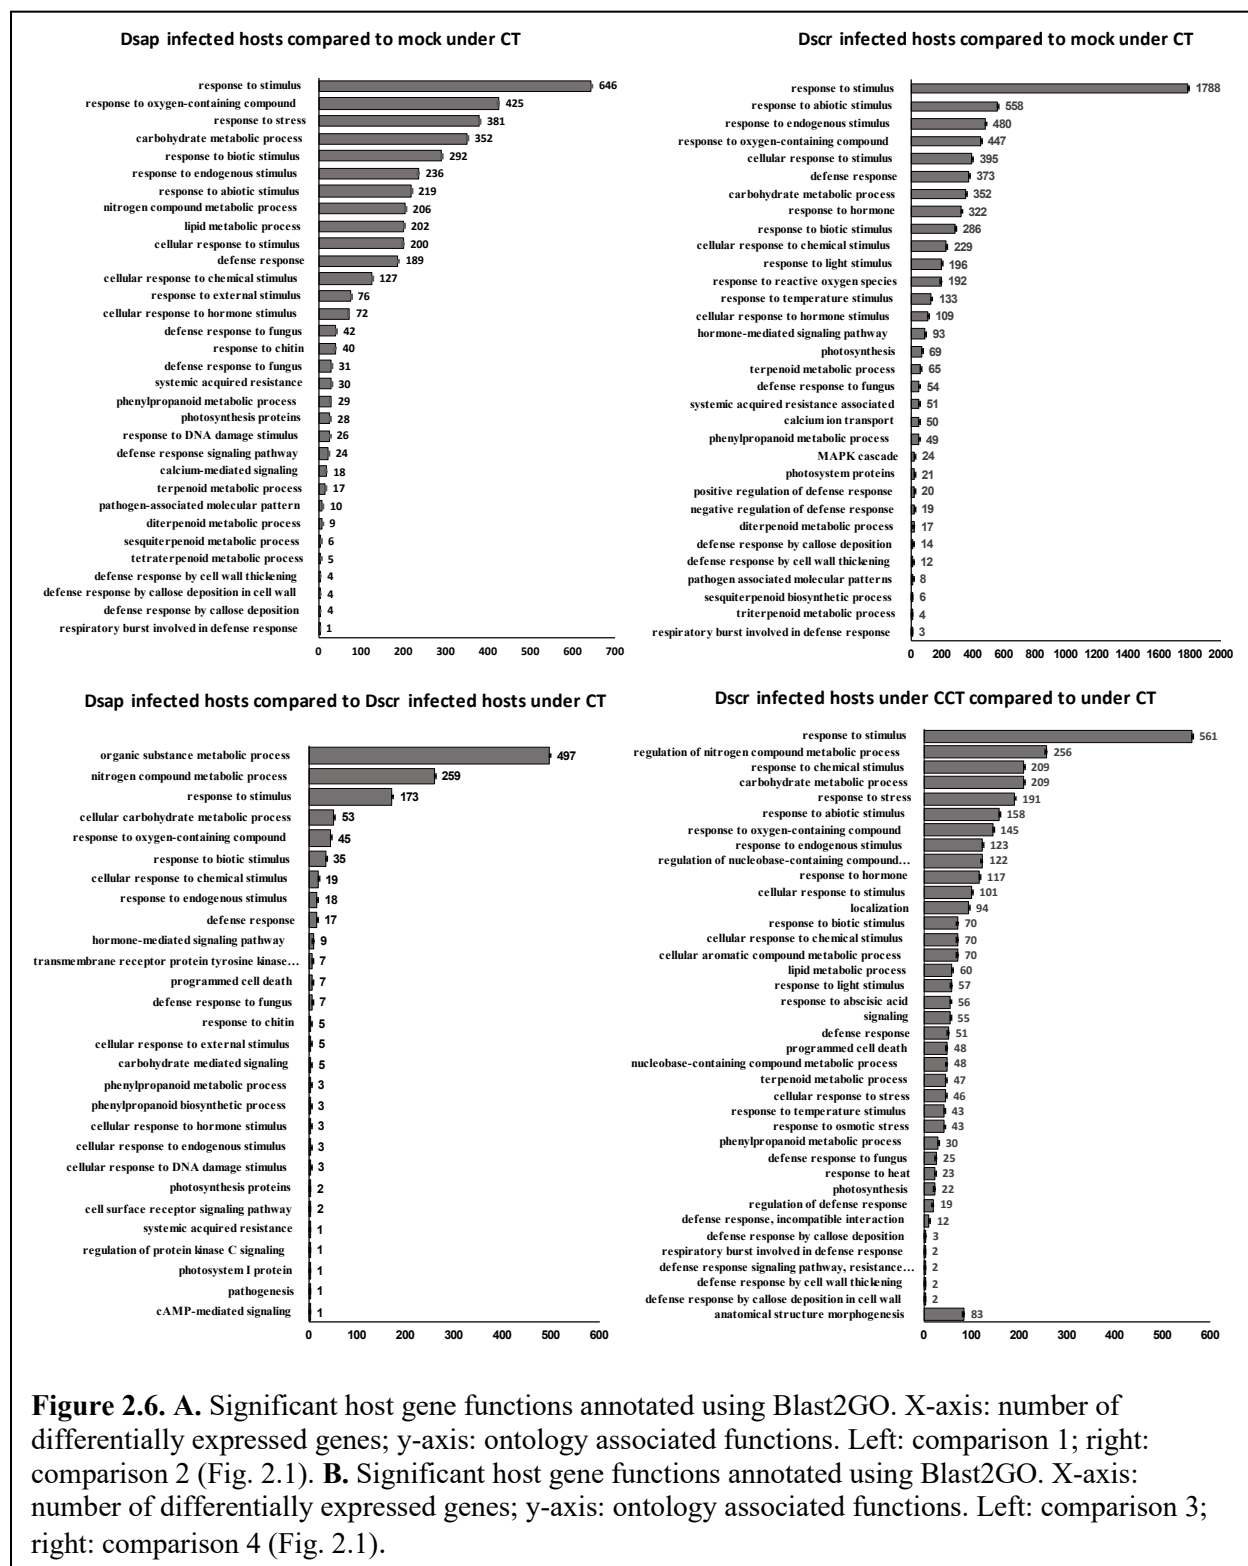 Dsap infected hosts compared to mock under CT
response to stimulus 646
response to oxygen-containing compound 425
response to stress 381
carbohydrate metabolic process 352
response to biotic stimulus 292
response to endogenous stimulus 236
response to abiotic stimulus 219
nitrogen compound metabolic process 206
lipid metabolic process 202
cellular response to stimulus 200
defense response 189
cellular response to chemical stimulus 127
response to external stimulus 76
cellular response to hormone stimulus 72
defense response to fungus 42
response to chitin 40
defense response to fungus 31
systemic acquired resistance 30
phenylpropanoid metabolic process 29
photosynthesis proteins 28
response to DNA damage stimulus 26
defense response signaling pathway 24
calcium-mediated signaling 18
terpenoid metabolic process 17
pathogen-associated molecular pattern 10
diterpenoid metabolic process 9
sesquiterpenoid metabolic process 6
tetraterpenoid metabolic process 5
defense response by cell wall thickening 4
defense response by callose deposition in cell wall 4
defense response by callose deposition 4
respiratory burst involved in defense response 1
0 100 200 300 400 500 600 700
Dscr infected hosts compared to mock under CT
response to stimulus 1788
response to abiotic stimulus 558
response to endogenous stimulus 480
response to oxygen-containing compound 447
cellular response to stimulus 395
defense response 373
carbohydrate metabolic process 352
response to hormone 322
response to biotic stimulus 286
cellular response to chemical stimulus 229
response to light stimulus 196
response to reactive oxygen species 192
response to temperature stimulus 133
cellular response to hormone stimulus 109
hormone-mediated signaling pathway 93
photosynthesis 69
terpenoid metabolic process 65
defense response to fungus 54
systemic acquired resistance associated 51
calcium ion transport 50
phenylpropanoid metabolic process 49
MAPK cascade 24
photosystem proteins 21
positive regulation of defense response 20
negative regulation of defense response 19
diterpenoid metabolic process 17
defense response by callose deposition 14
defense response by cell wall thickening 12
pathogen associated molecular patterns 8
sesquiterpenoid biosynthetic process 6
triterpenoid metabolic process 4
respiratory burst involved in defense response 3
0 200 400 600 800 1000 1200 1400 1600 1800 2000
Dsap infected hosts compared to Dscr infected hosts under CT
organic substance metabolic process 497
nitrogen compound metabolic process 259
response to stimulus 173
cellular carbohydrate metabolic process 53
response to oxygen-containing compound 45
response to biotic stimulus 35
cellular response to chemical stimulus 19
response to endogenous stimulus 18
defense response 17
hormone-mediated signaling pathway 9
transmembrane receptor protein tyrosine kinase... 7
programmed cell death 7
defense response to fungus 7
response to chitin 5
cellular response to external stimulus 5
carbohydrate mediated signaling 5
phenylpropanoid metabolic process 3
phenylpropanoid biosynthetic process 3
cellular response to hormone stimulus 3
cellular response to endogenous stimulus 3
cellular response to DNA damage stimulus 3
photosynthesis proteins 2
cell surface receptor signaling pathway 2
systemic acquired resistance 1
regulation of protein kinase C signaling 1
photosystem I protein 1
pathogenesis 1
cAMP-mediated signaling 1
0 100 200 300 400 500 600
Dscr infected hosts under CCT compared to under CT
response to stimulus 561
regulation of nitrogen compound metabolic process 256
response to chemical stimulus 209
carbohydrate metabolic process 209
response to stress 191
response to abiotic stimulus 158
response to oxygen-containing compound 145
response to endogenous stimulus 123
regulation of nucleobase-containing compound... 122
response to hormone 117
cellular response to stimulus 101
localization 94
response to biotic stimulus 70
cellular response to chemical stimulus 70
cellular aromatic compound metabolic process 70
lipid metabolic process 60
response to light stimulus 57
response to abscisic acid 56
signaling 55
defense response 51
programmed cell death 48
nucleobase-containing compound metabolic process 48
terpenoid metabolic process 47
cellular response to stress 46
response to temperature stimulus 43
response to osmotic stress 43
phenylpropanoid metabolic process 30
defense response to fungus 25
response to heat 23
photosynthesis 22
regulation of defense response 19
defense response, incompatible interaction 12
defense response by callose deposition 3
respiratory burst involved in defense response 2
defense response signaling pathway, resistance... 2
defense response by cell wall thickening 2
defense response by callose deposition in cell wall 2
anatomical structure morphogenesis 83
0 100 200 300 400 500 600
Figure 2.6. A. Significant host gene functions annotated using Blast2GO. X-axis: number of
differentially expressed genes; y-axis: ontology associated functions. Left: comparison 1; right:
comparison 2 (Fig. 2.1). B. Significant host gene functions annotated using Blast2GO. X-axis:
number of differentially expressed genes; y-axis: ontology associated functions. Left: comparison 3;
right: comparison 4 (Fig. 2.1).